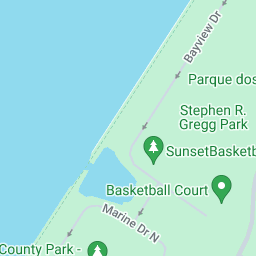 Bayview Dr
Parque dos
Stephen R.
Gregg Park
SunsetBasketb
Basketball Court
Marine Dr N
County Park -